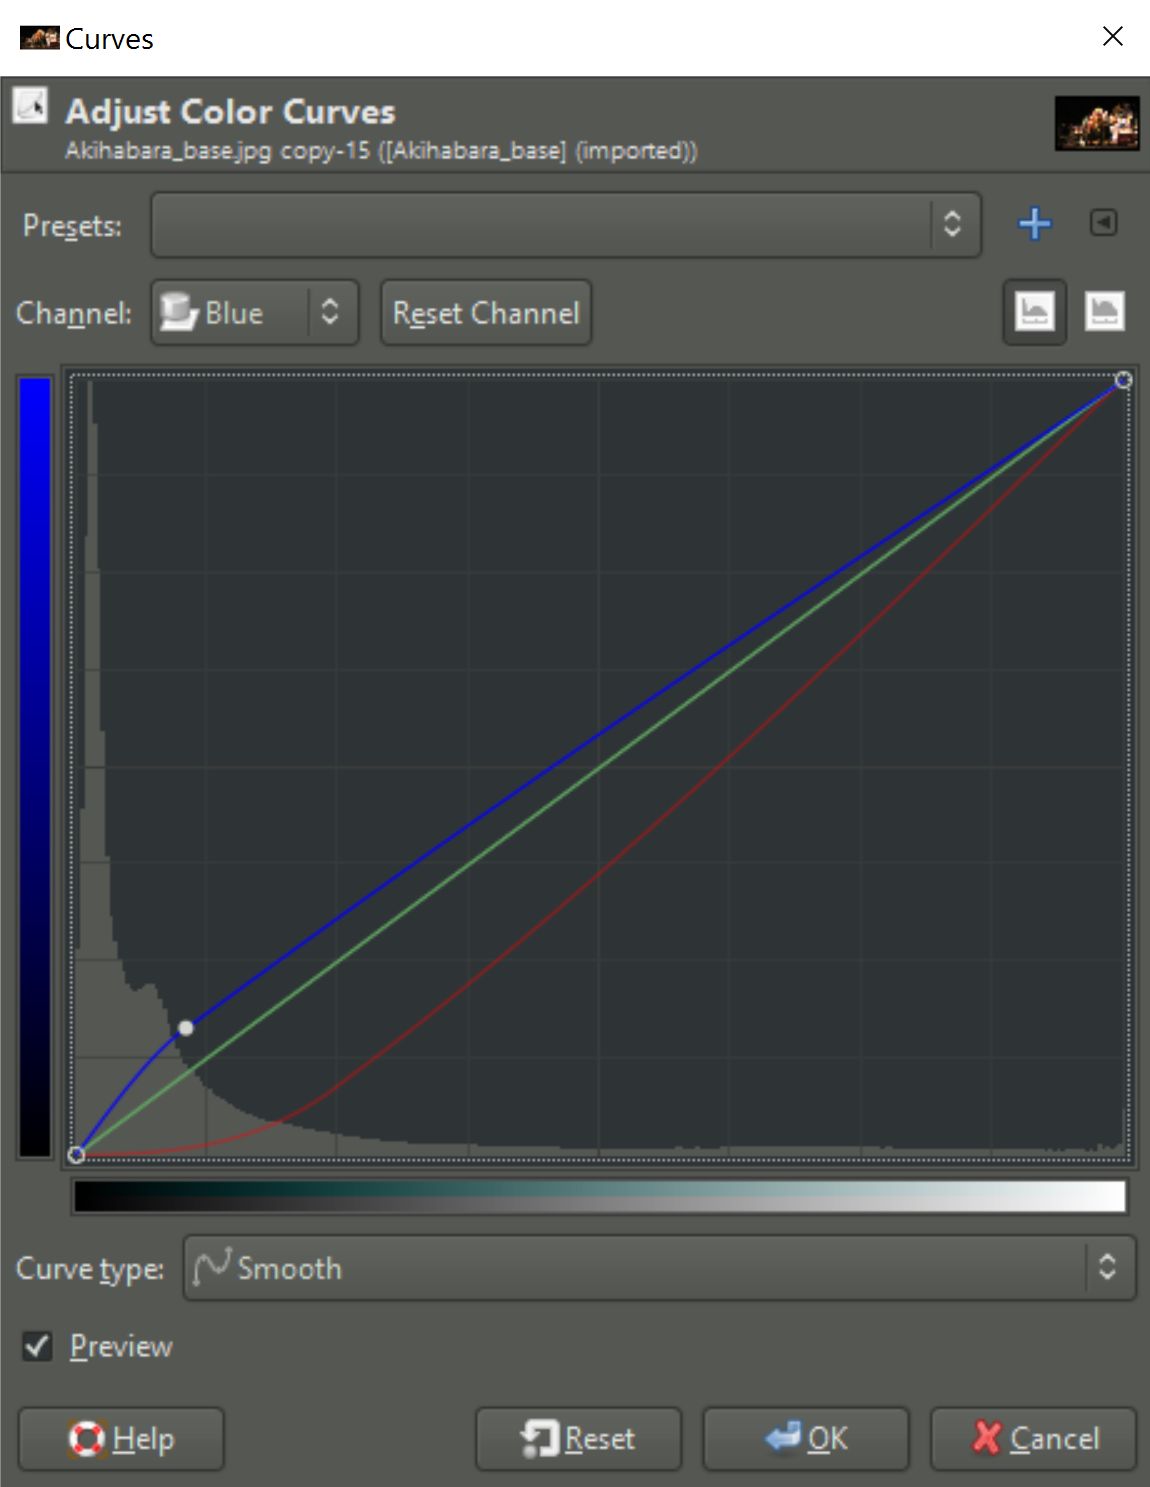 Curves
Adjust Color Curves
Akihabara_base.jpg copy-15 ([Akihabara_base] (imported))
Presets:
Channel: Blue Reset Channel
Curve type: Smooth
Preview
Help Reset OK Cancel